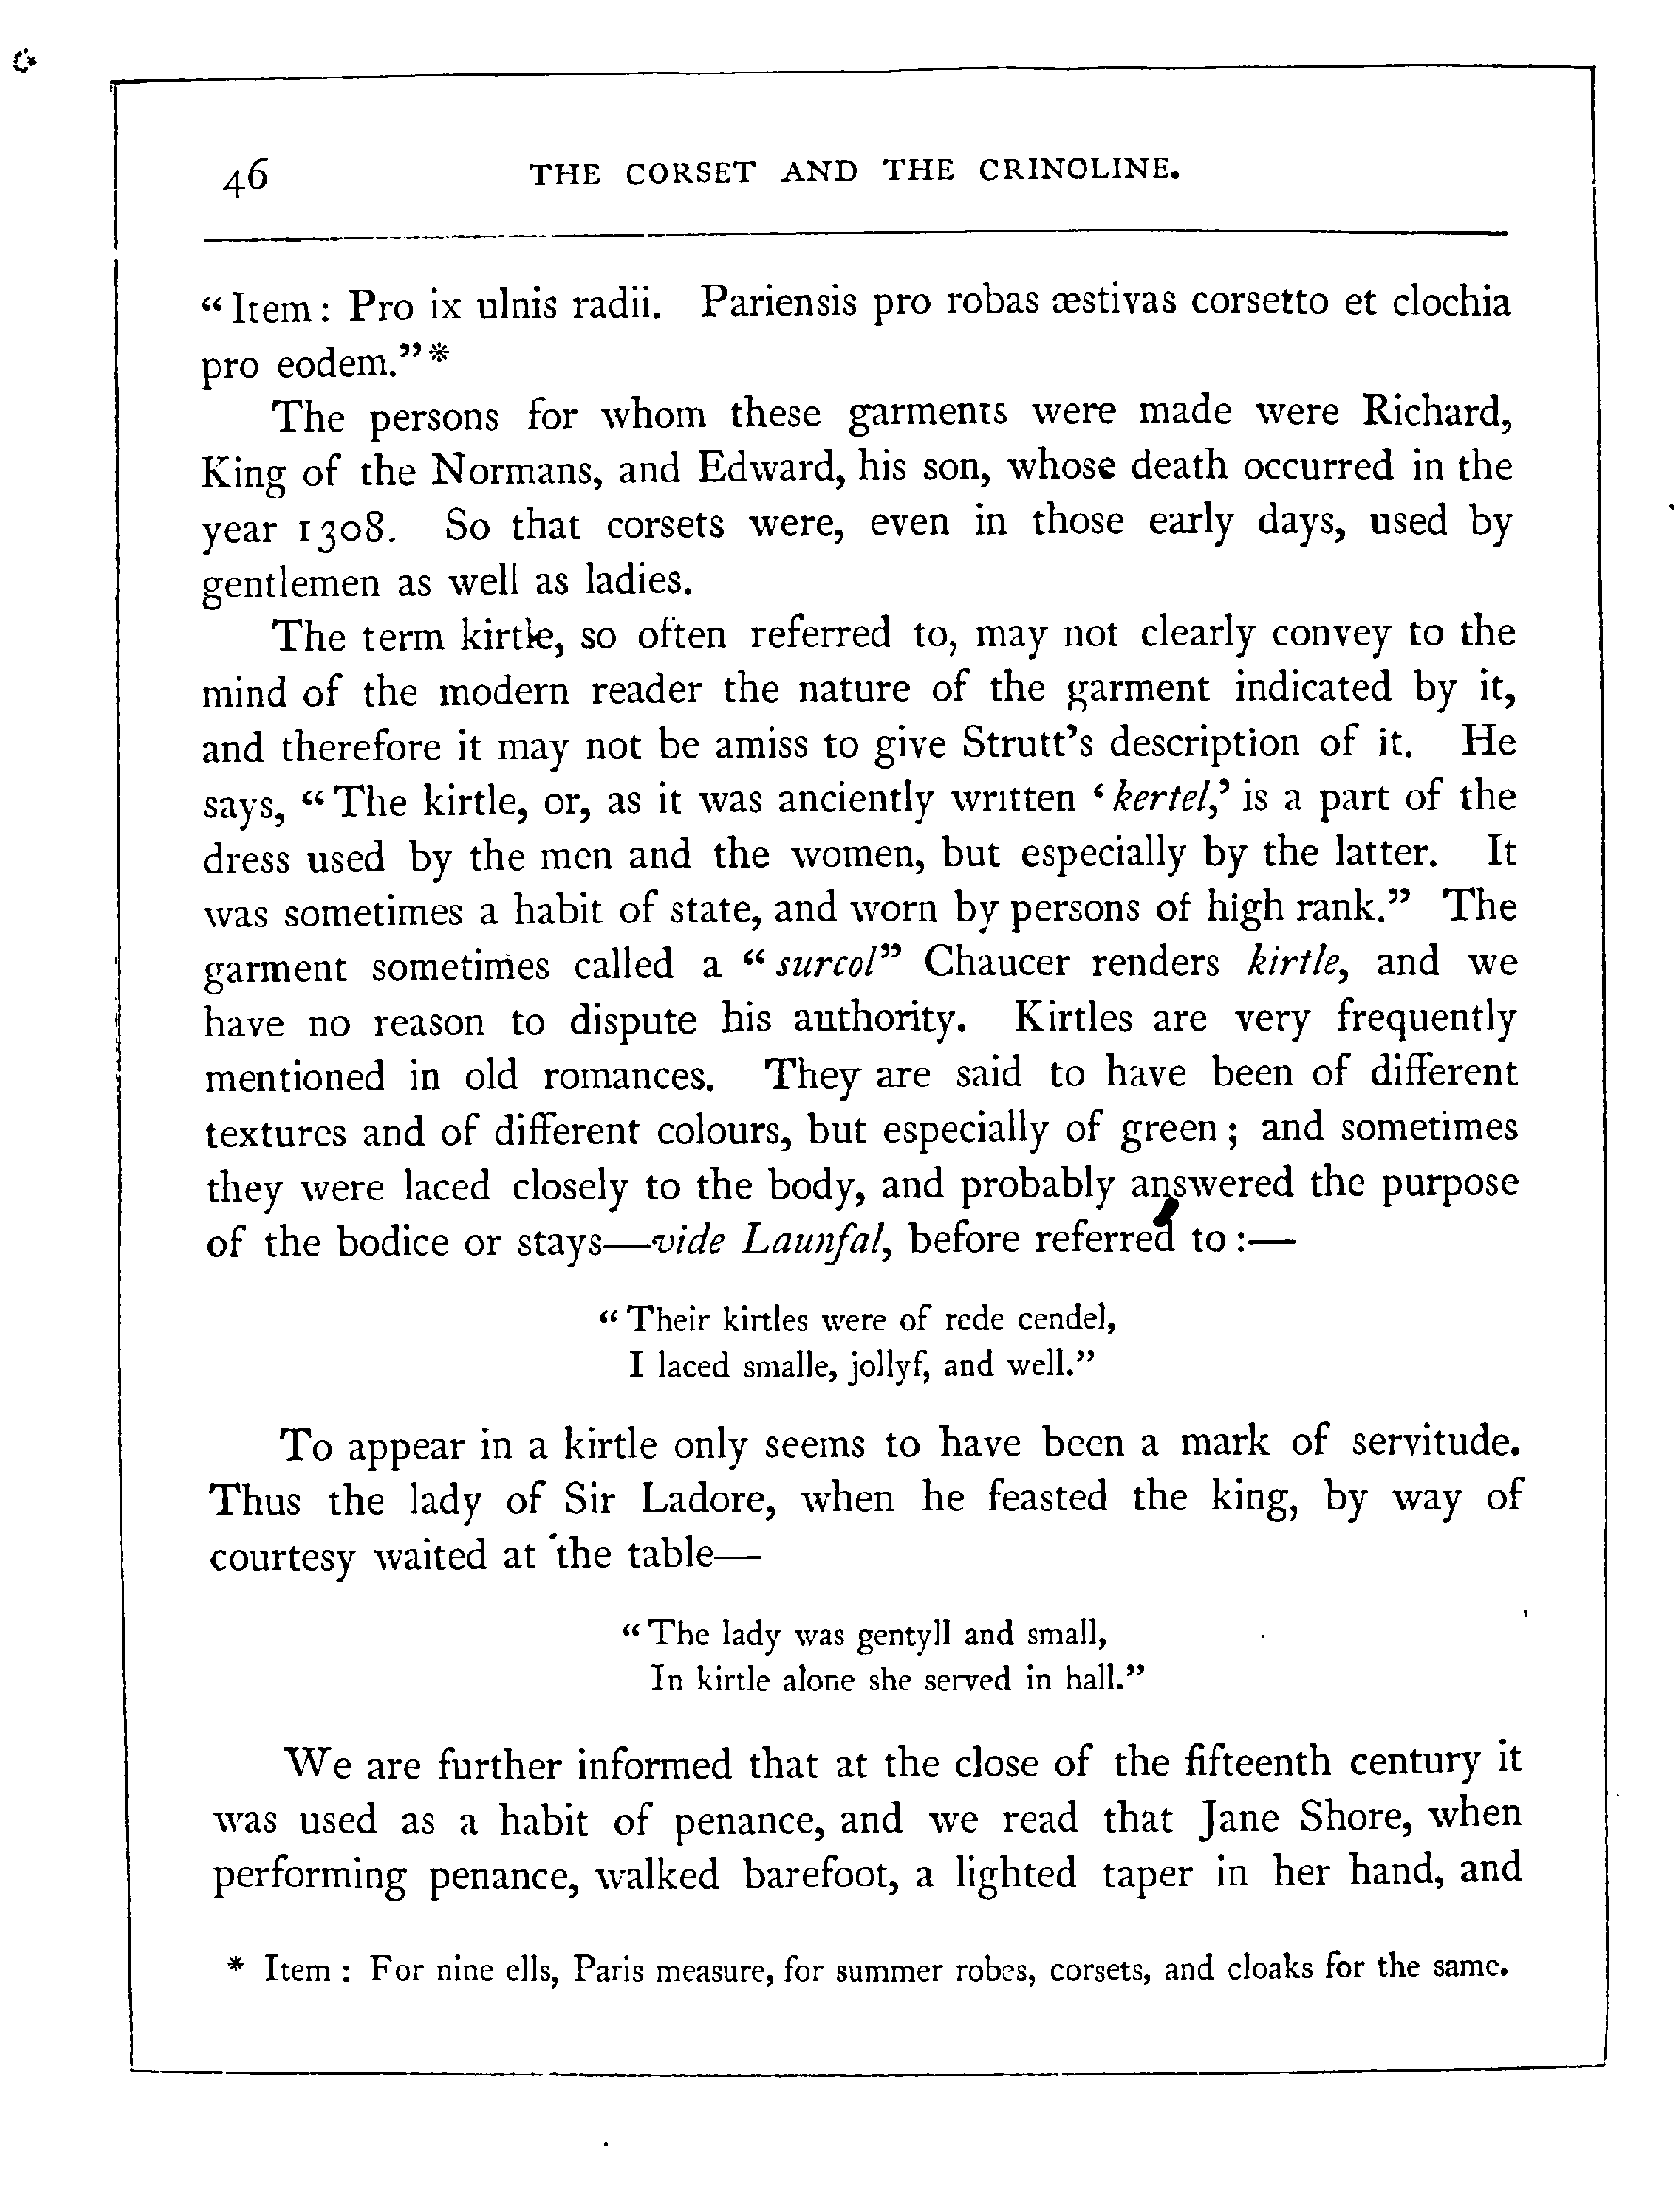 46 THE CORSET AND THE CRINOLINE.
“Item: Pro ix ulnis radii. Pariensis pro robas æstivas corsetto et clochia
pro eodem.”*
The persons for whom these garments were made were Richard,
King of the Normans, and Edward, his son, whose death occurred in the
year 1308. So that corsets were, even in those early days, used by
gentlemen as well as ladies.
The term kirtle, so often referred to, may not clearly convey to the
mind of the modern reader the nature of the garment indicated by it,
and therefore it may not be amiss to give Strutt’s description of it. He
says, “The kirtle, or, as it was anciently written ‘kertel,’ is a part of the
dress used by the men and the women, but especially by the latter. It
was sometimes a habit of state, and worn by persons of high rank.” The
garment sometimes called a “surcol” Chaucer renders kirtle, and we
have no reason to dispute his authority. Kirtles are very frequently
mentioned in old romances. They are said to have been of different
textures and of different colours, but especially of green; and sometimes
they were laced closely to the body, and probably answered the purpose
of the bodice or stays—vide Launfal, before referred to:—
“Their kirtles were of rede cendel,
I laced smalle, jollyf, and well.”
To appear in a kirtle only seems to have been a mark of servitude.
Thus the lady of Sir Ladore, when he feasted the king, by way of
courtesy waited at the table—
“The lady was gentyll and small,
In kirtle alone she served in hall.”
We are further informed that at the close of the fifteenth century it
was used as a habit of penance, and we read that Jane Shore, when
performing penance, walked barefoot, a lighted taper in her hand, and
* Item: For nine ells, Paris measure, for summer robes, corsets, and cloaks for the same.